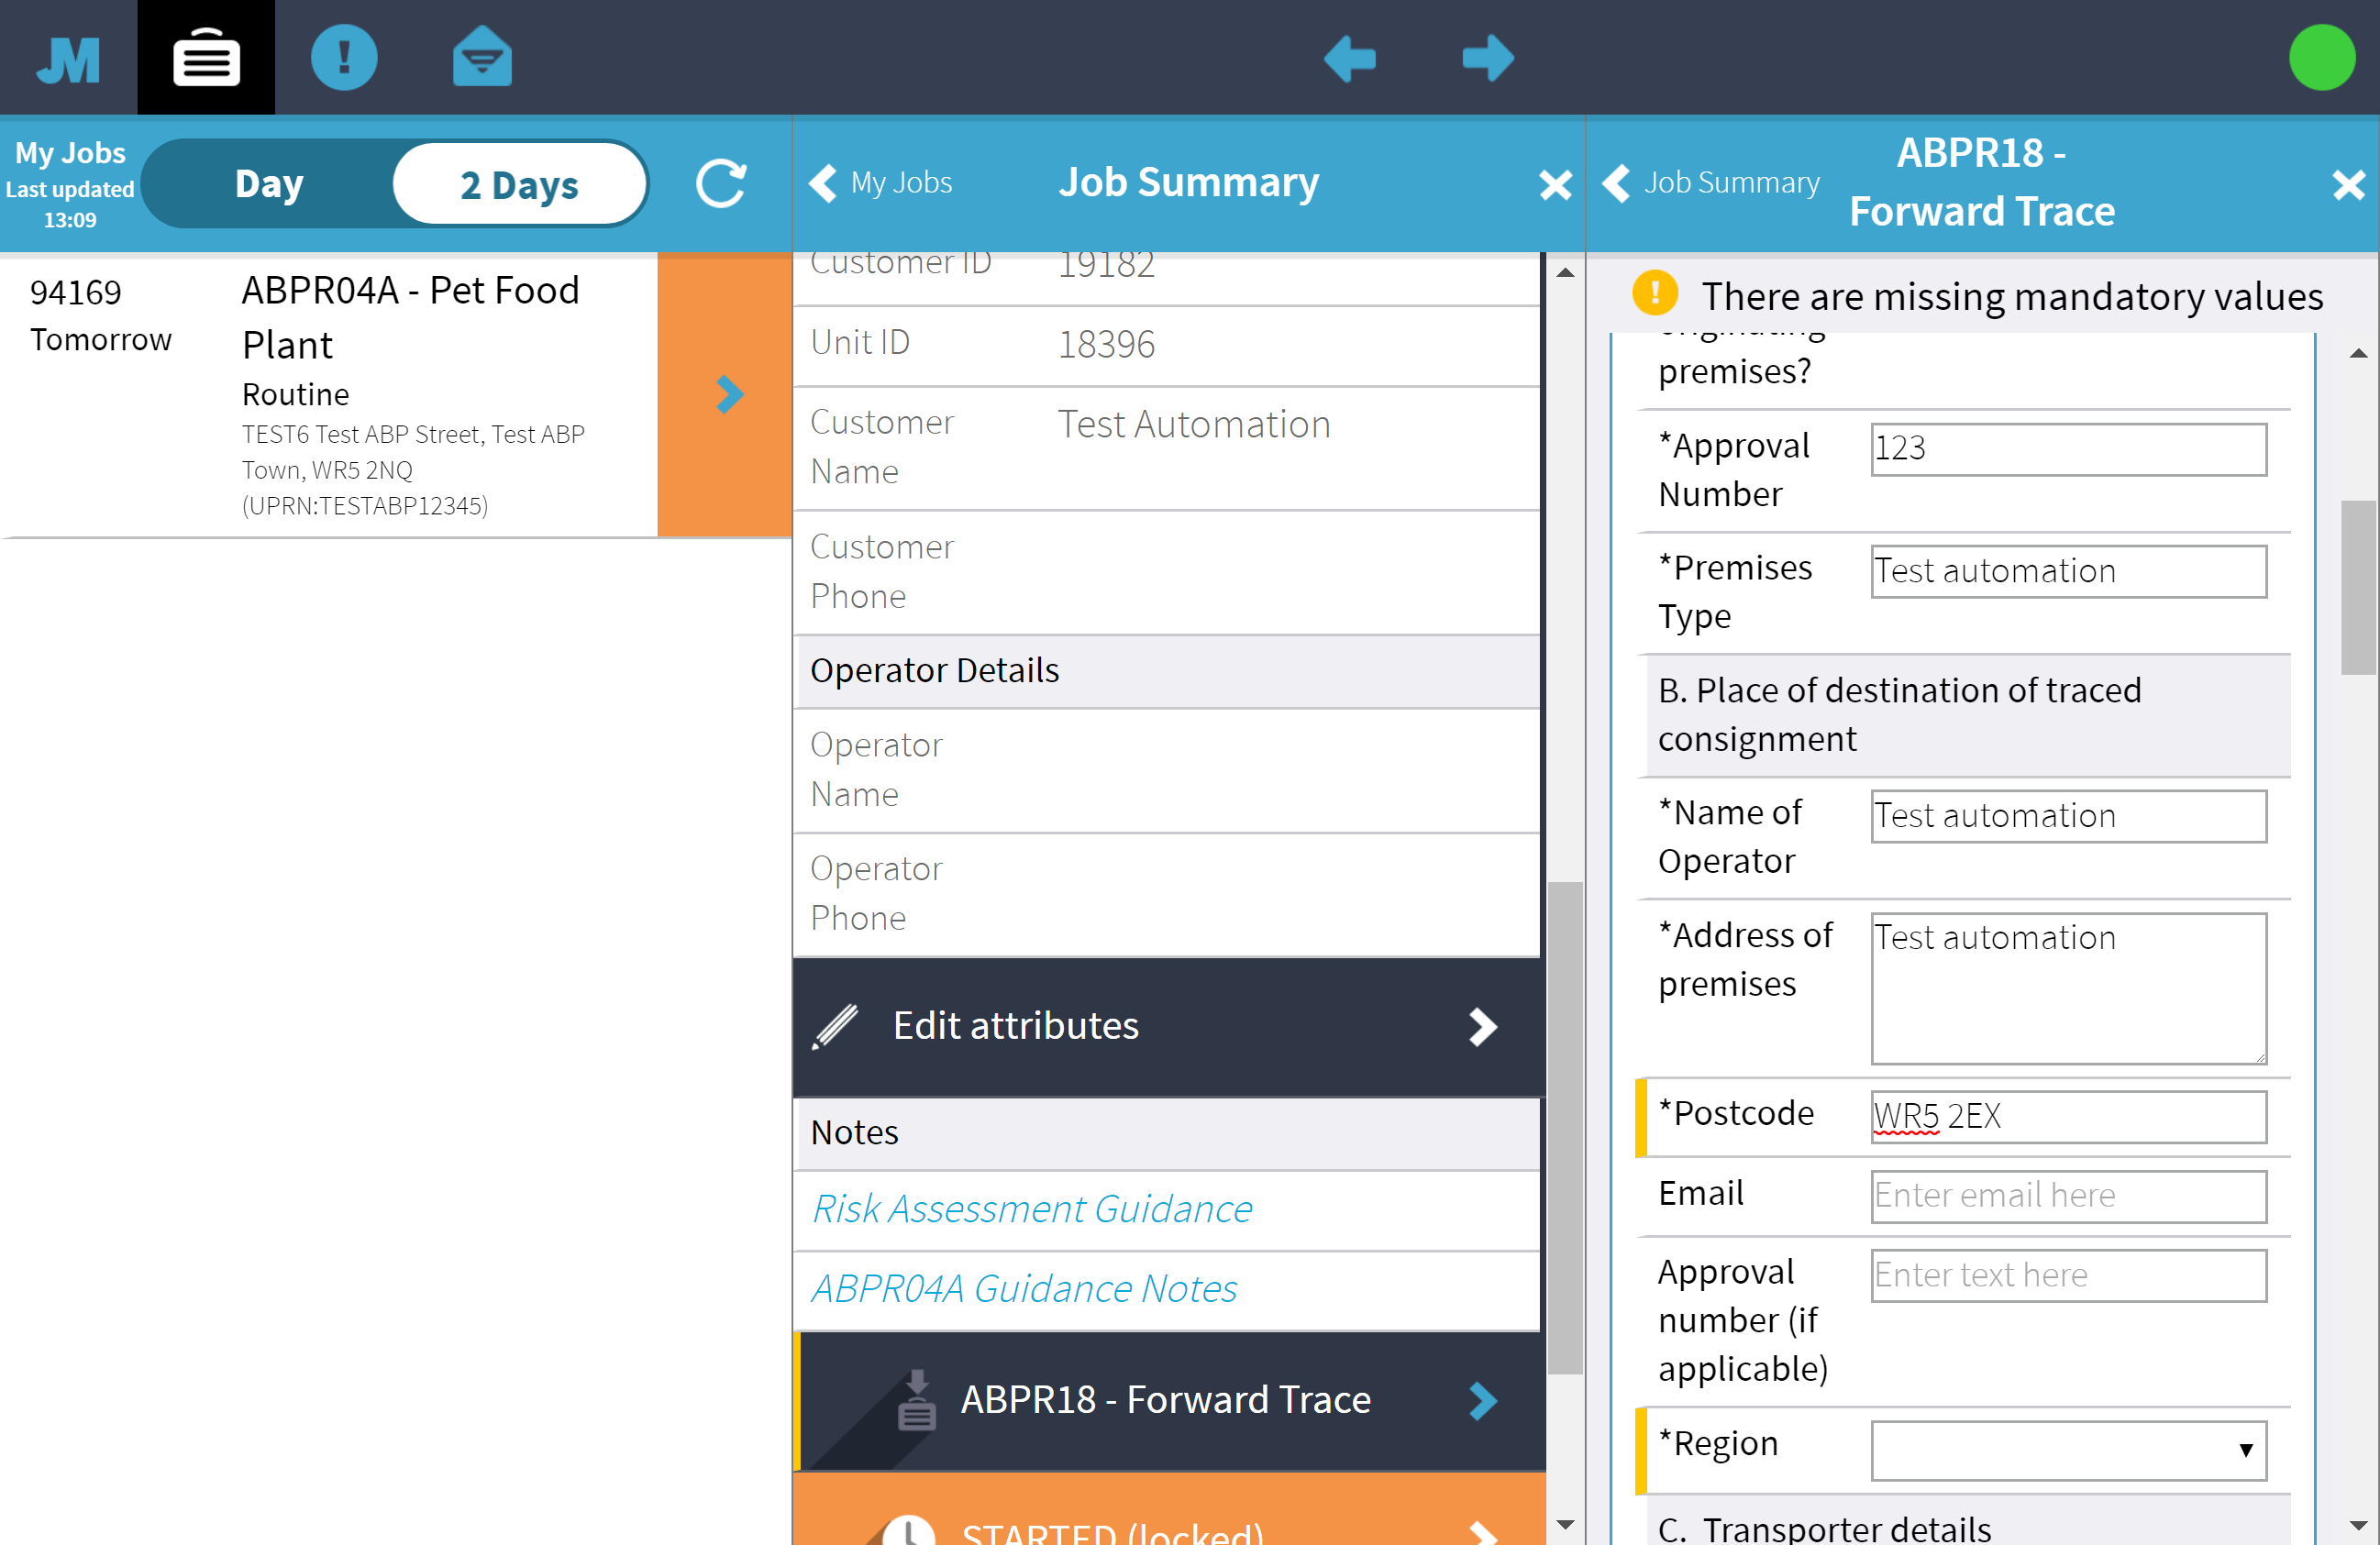 JM
My Jobs
Last updated
13:09
Day
2 Days
My Jobs
Job Summary
Job Summary
ABPR18 -
Forward Trace
94169
Tomorrow
ABPR04A - Pet Food
Plant
Routine
TEST6 Test ABP Street, Test ABP
Town, WR5 2NQ
(UPRN:TESTABP12345)
Customer ID 19182
Unit ID 18396
Customer
Name
Test Automation
Customer
Phone
Operator Details
Operator
Name
Operator
Phone
Edit attributes
Notes
Risk Assessment Guidance
ABPR04A Guidance Notes
ABPR18 - Forward Trace
STARTED (locked)
There are missing mandatory values
originating
premises?
*Approval
Number
123
*Premises
Type
Test automation
B. Place of destination of traced
consignment
*Name of
Operator
Test automation
*Address of
premises
Test automation
*Postcode WR5 2EX
Email Enter email here
Approval
number (if
applicable)
Enter text here
*Region
C. Transporter details